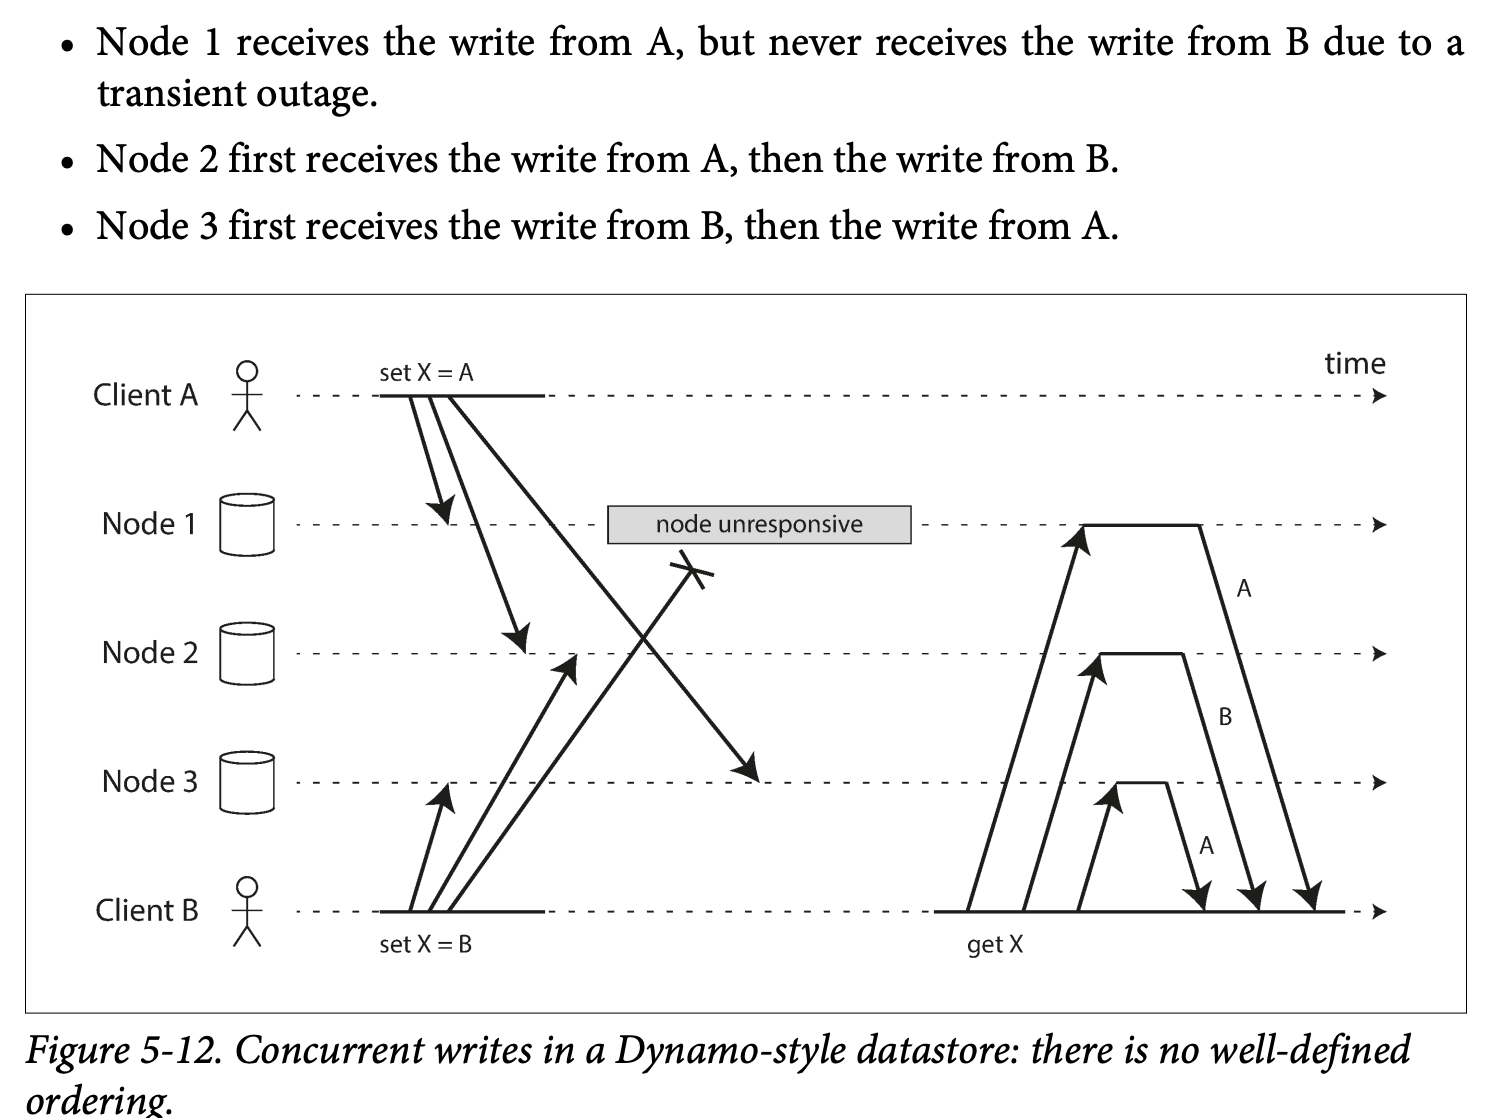 • Node 1 receives the write from A, but never receives the write from B due to a
transient outage.
• Node 2 first receives the write from A, then the write from B.
• Node 3 first receives the write from B, then the write from A.
time
set X = A
Client A
Node 1
node unresponsive
A
Node 2
B
Node 3
A
Client B
set X = B
get X
Figure 5-12. Concurrent writes in a Dynamo-style datastore: there is no well-defined
ordering.